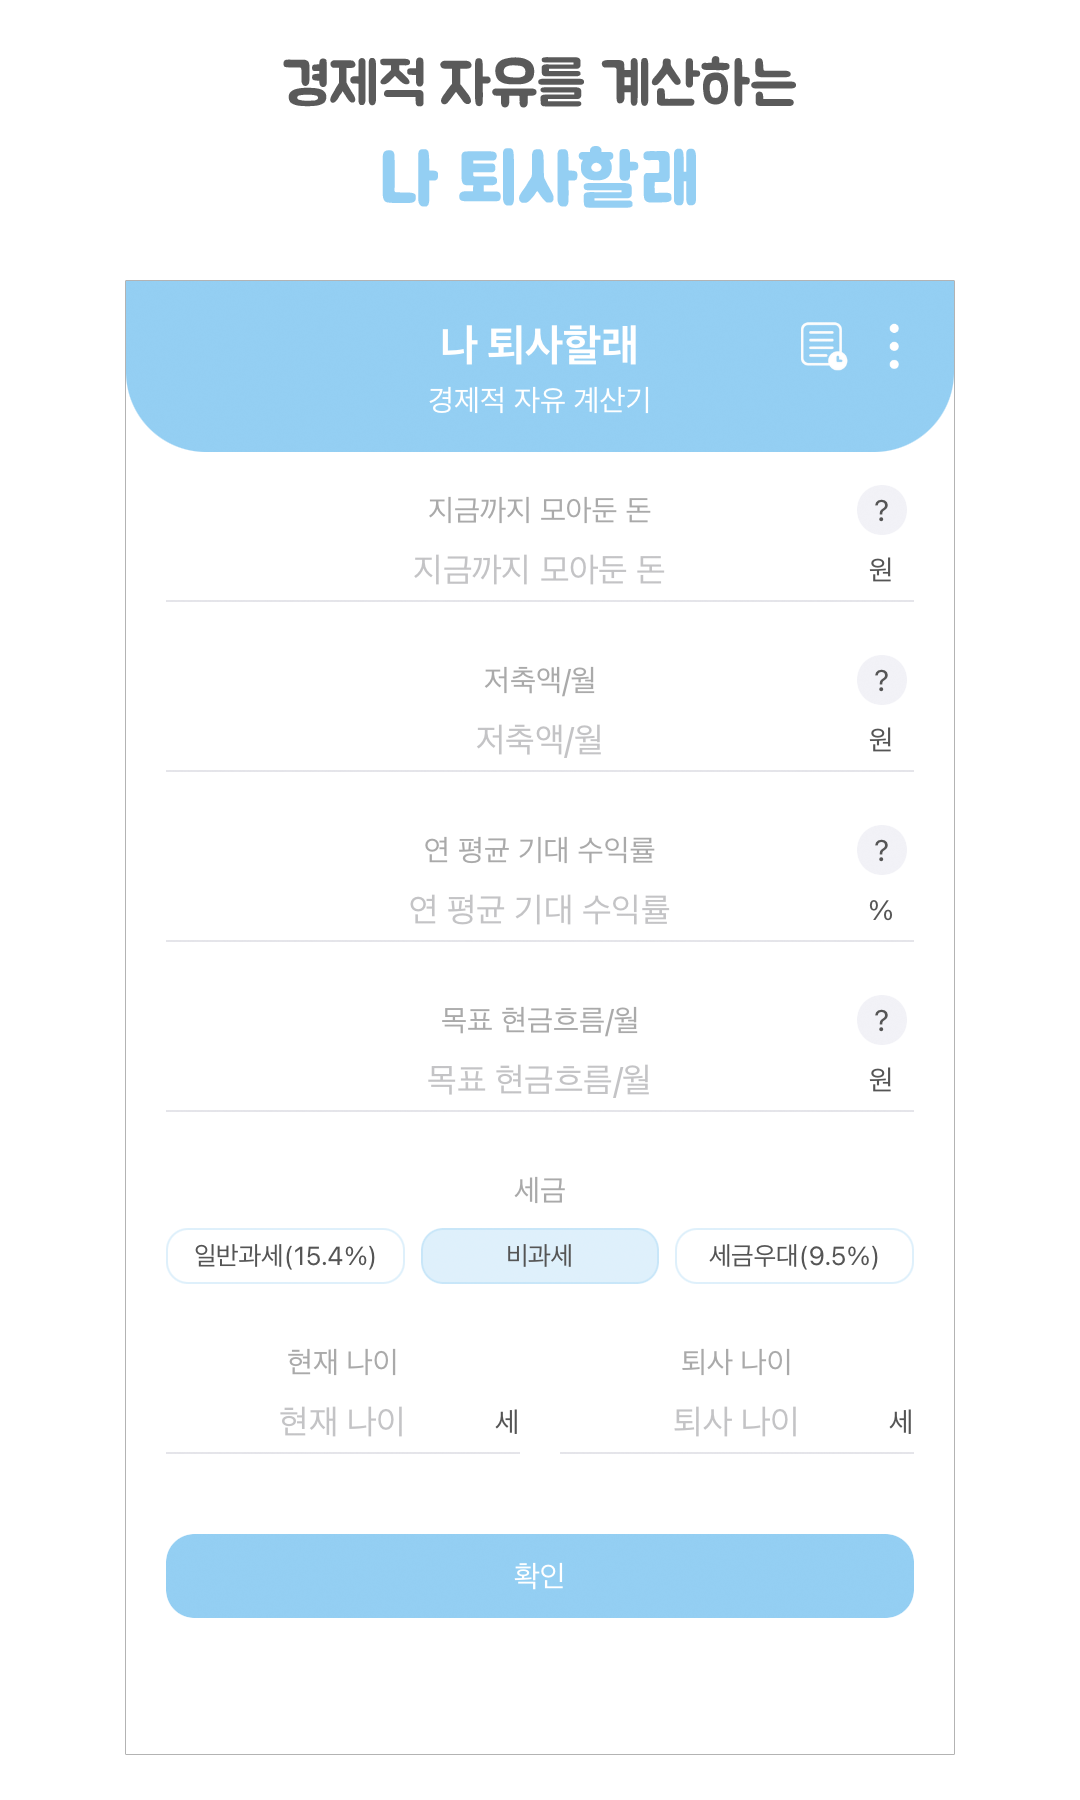 경제적 자유를 계산하는
나 퇴사할래
나 퇴사할래
경제적 자유 계산기
지금까지 모아둔 돈 ?
지금까지 모아둔 돈 원
저축액/월 ?
저축액/월 원
연 평균 기대 수익률 ?
연 평균 기대 수익률 %
목표 현금흐름/월 ?
목표 현금흐름/월 원
세금
일반과세(15.4%) 비과세 세금우대(9.5%)
현재 나이 퇴사 나이
현재 나이 세 퇴사 나이 세
확인